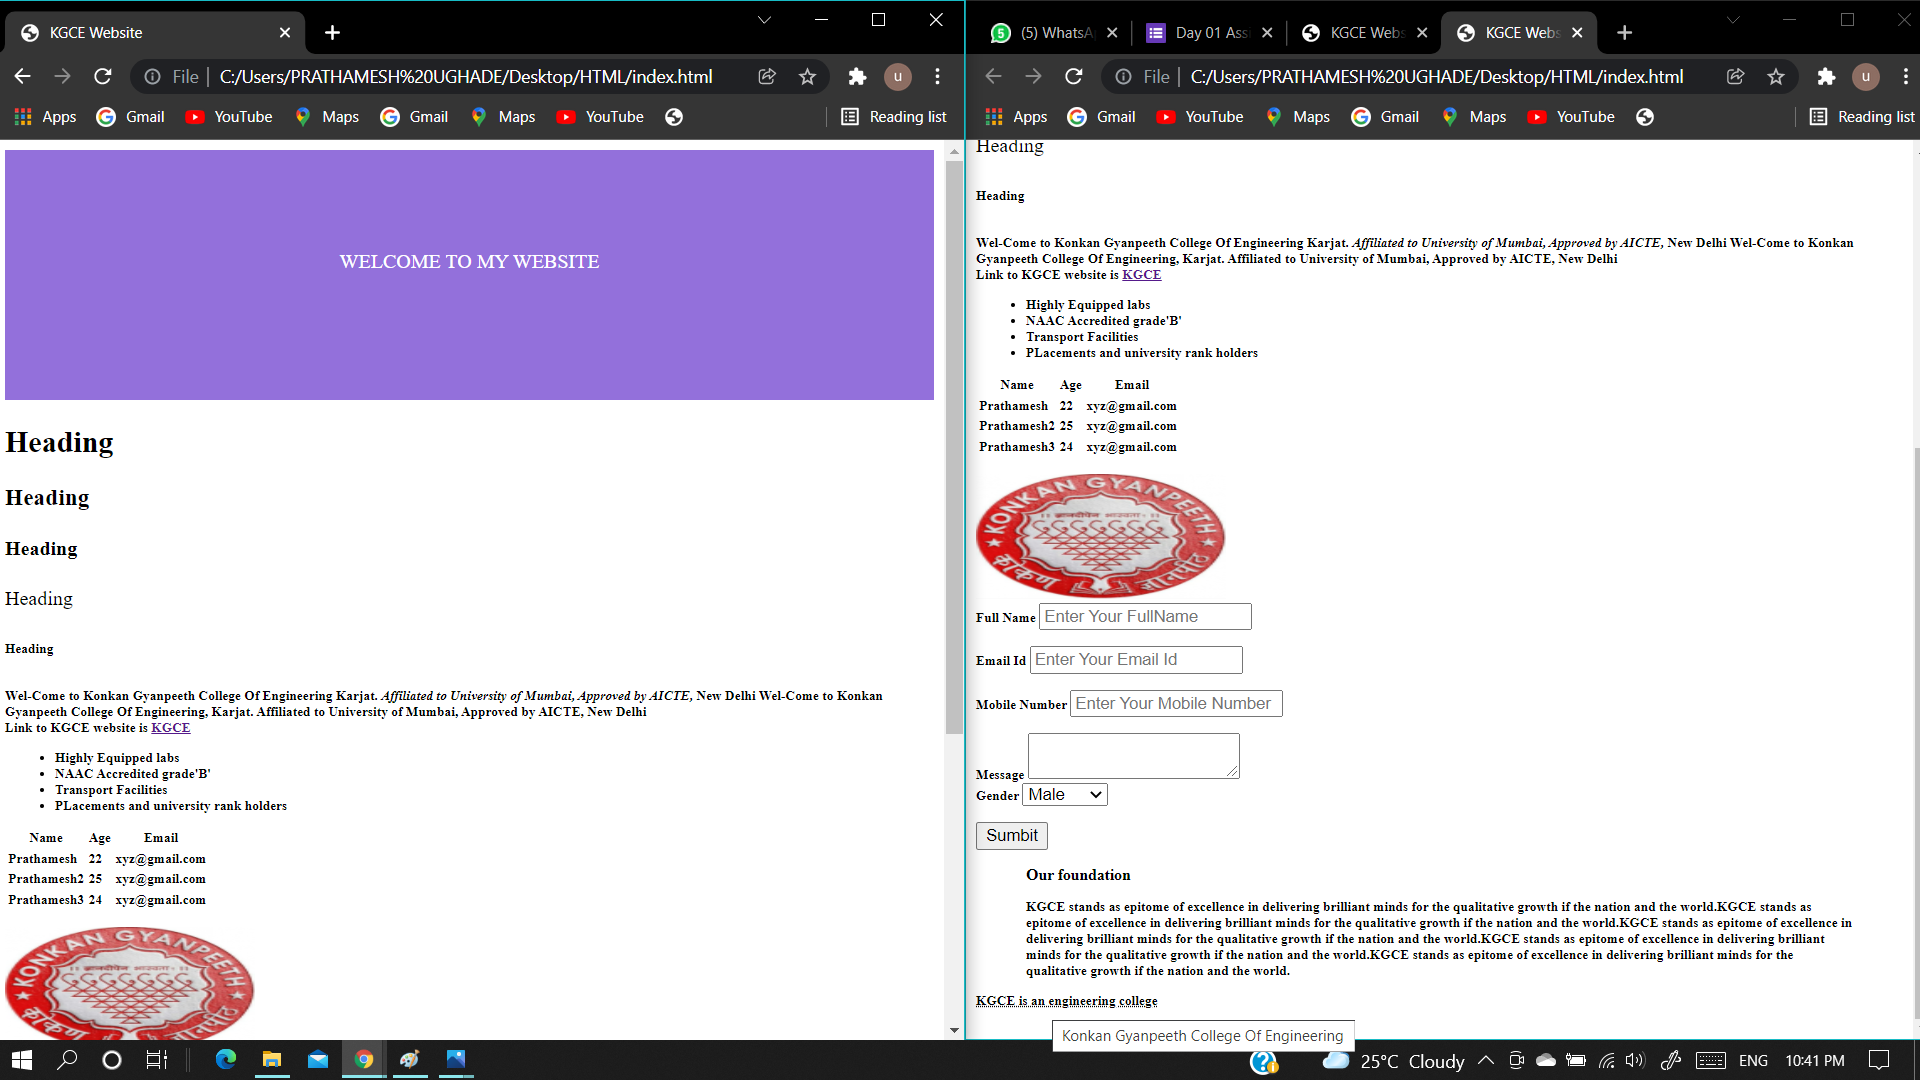 KGCE Website
File
C:/Users/PRATHAMESH%20UGHADE/Desktop/HTML/index.html
u
Apps Gmail YouTube Maps Gmail Maps YouTube Reading list
WELCOME TO MY WEBSITE
Heading
Heading
Heading
Heading
Heading
Wel-Come to Konkan Gyanpeeth College Of Engineering Karjat. Affiliated to University of Mumbai, Approved by AICTE, New Delhi Wel-Come to Konkan
Gyanpeeth College Of Engineering, Karjat. Affiliated to University of Mumbai, Approved by AICTE, New Delhi
Link to KGCE website is KGCE
Highly Equipped labs
NAAC Accredited grade'B'
Transport Facilities
PLacements and university rank holders
Name Age Email
Prathamesh 22 xyz@gmail.com
Prathamesh2 25 xyz@gmail.com
Prathamesh3 24 xyz@gmail.com
KONKAN GYANPEETH
5 (5) WhatsA Day 01 Ass KGCE Webs KGCE Webs
File
C:/Users/PRATHAMESH%20UGHADE/Desktop/HTML/index.html
u
Apps Gmail YouTube Maps Gmail Maps YouTube Reading list
Heading
Heading
Wel-Come to Konkan Gyanpeeth College Of Engineering Karjat. Affiliated to University of Mumbai, Approved by AICTE, New Delhi Wel-Come to Konkan
Gyanpeeth College Of Engineering, Karjat. Affiliated to University of Mumbai, Approved by AICTE, New Delhi
Link to KGCE website is KGCE
Highly Equipped labs
NAAC Accredited grade'B'
Transport Facilities
PLacements and university rank holders
Name Age Email
Prathamesh 22 xyz@gmail.com
Prathamesh2 25 xyz@gmail.com
Prathamesh3 24 xyz@gmail.com
KONKAN GYANPEETH
कोकण ज्ञानपीठ
Full Name Enter Your FullName
Email Id Enter Your Email Id
Mobile Number Enter Your Mobile Number
Message
Gender Male
Sumbit
Our foundation
KGCE stands as epitome of excellence in delivering brilliant minds for the qualitative growth if the nation and the world.KGCE stands as
epitome of excellence in delivering brilliant minds for the qualitative growth if the nation and the world.KGCE stands as epitome of excellence in
delivering brilliant minds for the qualitative growth if the nation and the world.KGCE stands as epitome of excellence in delivering brilliant
minds for the qualitative growth if the nation and the world.KGCE stands as epitome of excellence in delivering brilliant minds for the
qualitative growth if the nation and the world.
KGCE is an engineering college
Konkan Gyanpeeth College Of Engineering
25°C Cloudy ENG 10:41 PM